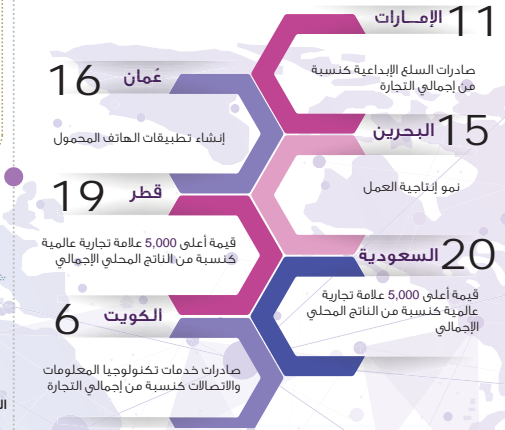 11 الإمـــارات
صادرات السلع الإبداعية كنسبة
من إجمالي التجارة
16 عُمان
إنشاء تطبيقات الهاتف المحمول
15 البحرين
نمو إنتاجية العمل
19 قطر
قيمة أعلى 5,000 علامة تجارية عالمية
كنسبة من الناتج المحلي الإجمالي
20 السعودية
قيمة أعلى 5,000 علامة تجارية
عالمية كنسبة من الناتج المحلي
الإجمالي
6 الكويت
صادرات خدمات تكنولوجيا المعلومات
والاتصالات كنسبة من إجمالي التجارة